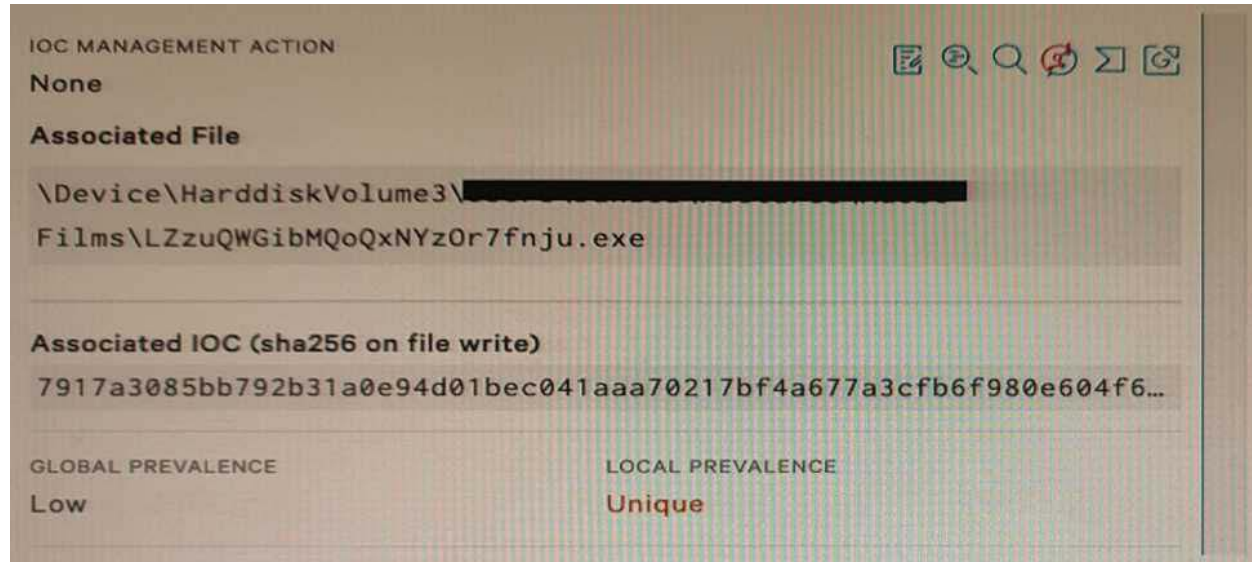 IOC MANAGEMENT ACTION
None
Associated File
\Device\HarddiskVolume3\
Films\LZzuQWGibMQoQxNYzOr7fnju.exe
Associated IOC (sha256 on file write)
7917a3085bb792b31a0e94d01bec041aaa70217bf4a677a3cfb6f980e604f6…
GLOBAL PREVALENCE
LOCAL PREVALENCE
Low
Unique